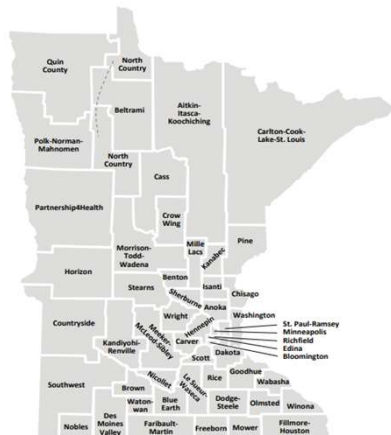 Quin
County
North
Country
Beltrami
Aitkin-
Itasca-
Koochiching
Carlton-Cook-
Lake-St. Louis
Polk-Norman-
Mahnomen
North
Country
Cass
Partnership4Health
Crow
Wing
Mille
Lacs
Kanabec
Pine
Morrison-
Todd-
Wadena
Horizon
Benton
Isanti
Stearns
Sherburne
Chisago
Anoka
Wright
Washington
Countryside
Hennepin
St. Paul-Ramsey
Minneapolis
Richfield
Edina
Bloomington
Meeker-
McLeod-Sibley
Carver
Kandiyohi-
Renville
Scott
Dakota
Nicollet
Le Sueur-
Waseca
Rice
Goodhue
Wabasha
Southwest
Brown
Waton-
wan
Blue
Earth
Dodge-
Steele
Olmsted
Winona
Nobles
Des
Moines
Valley
Faribault-
Martin
Freeborn
Mower
Fillmore-
Houston